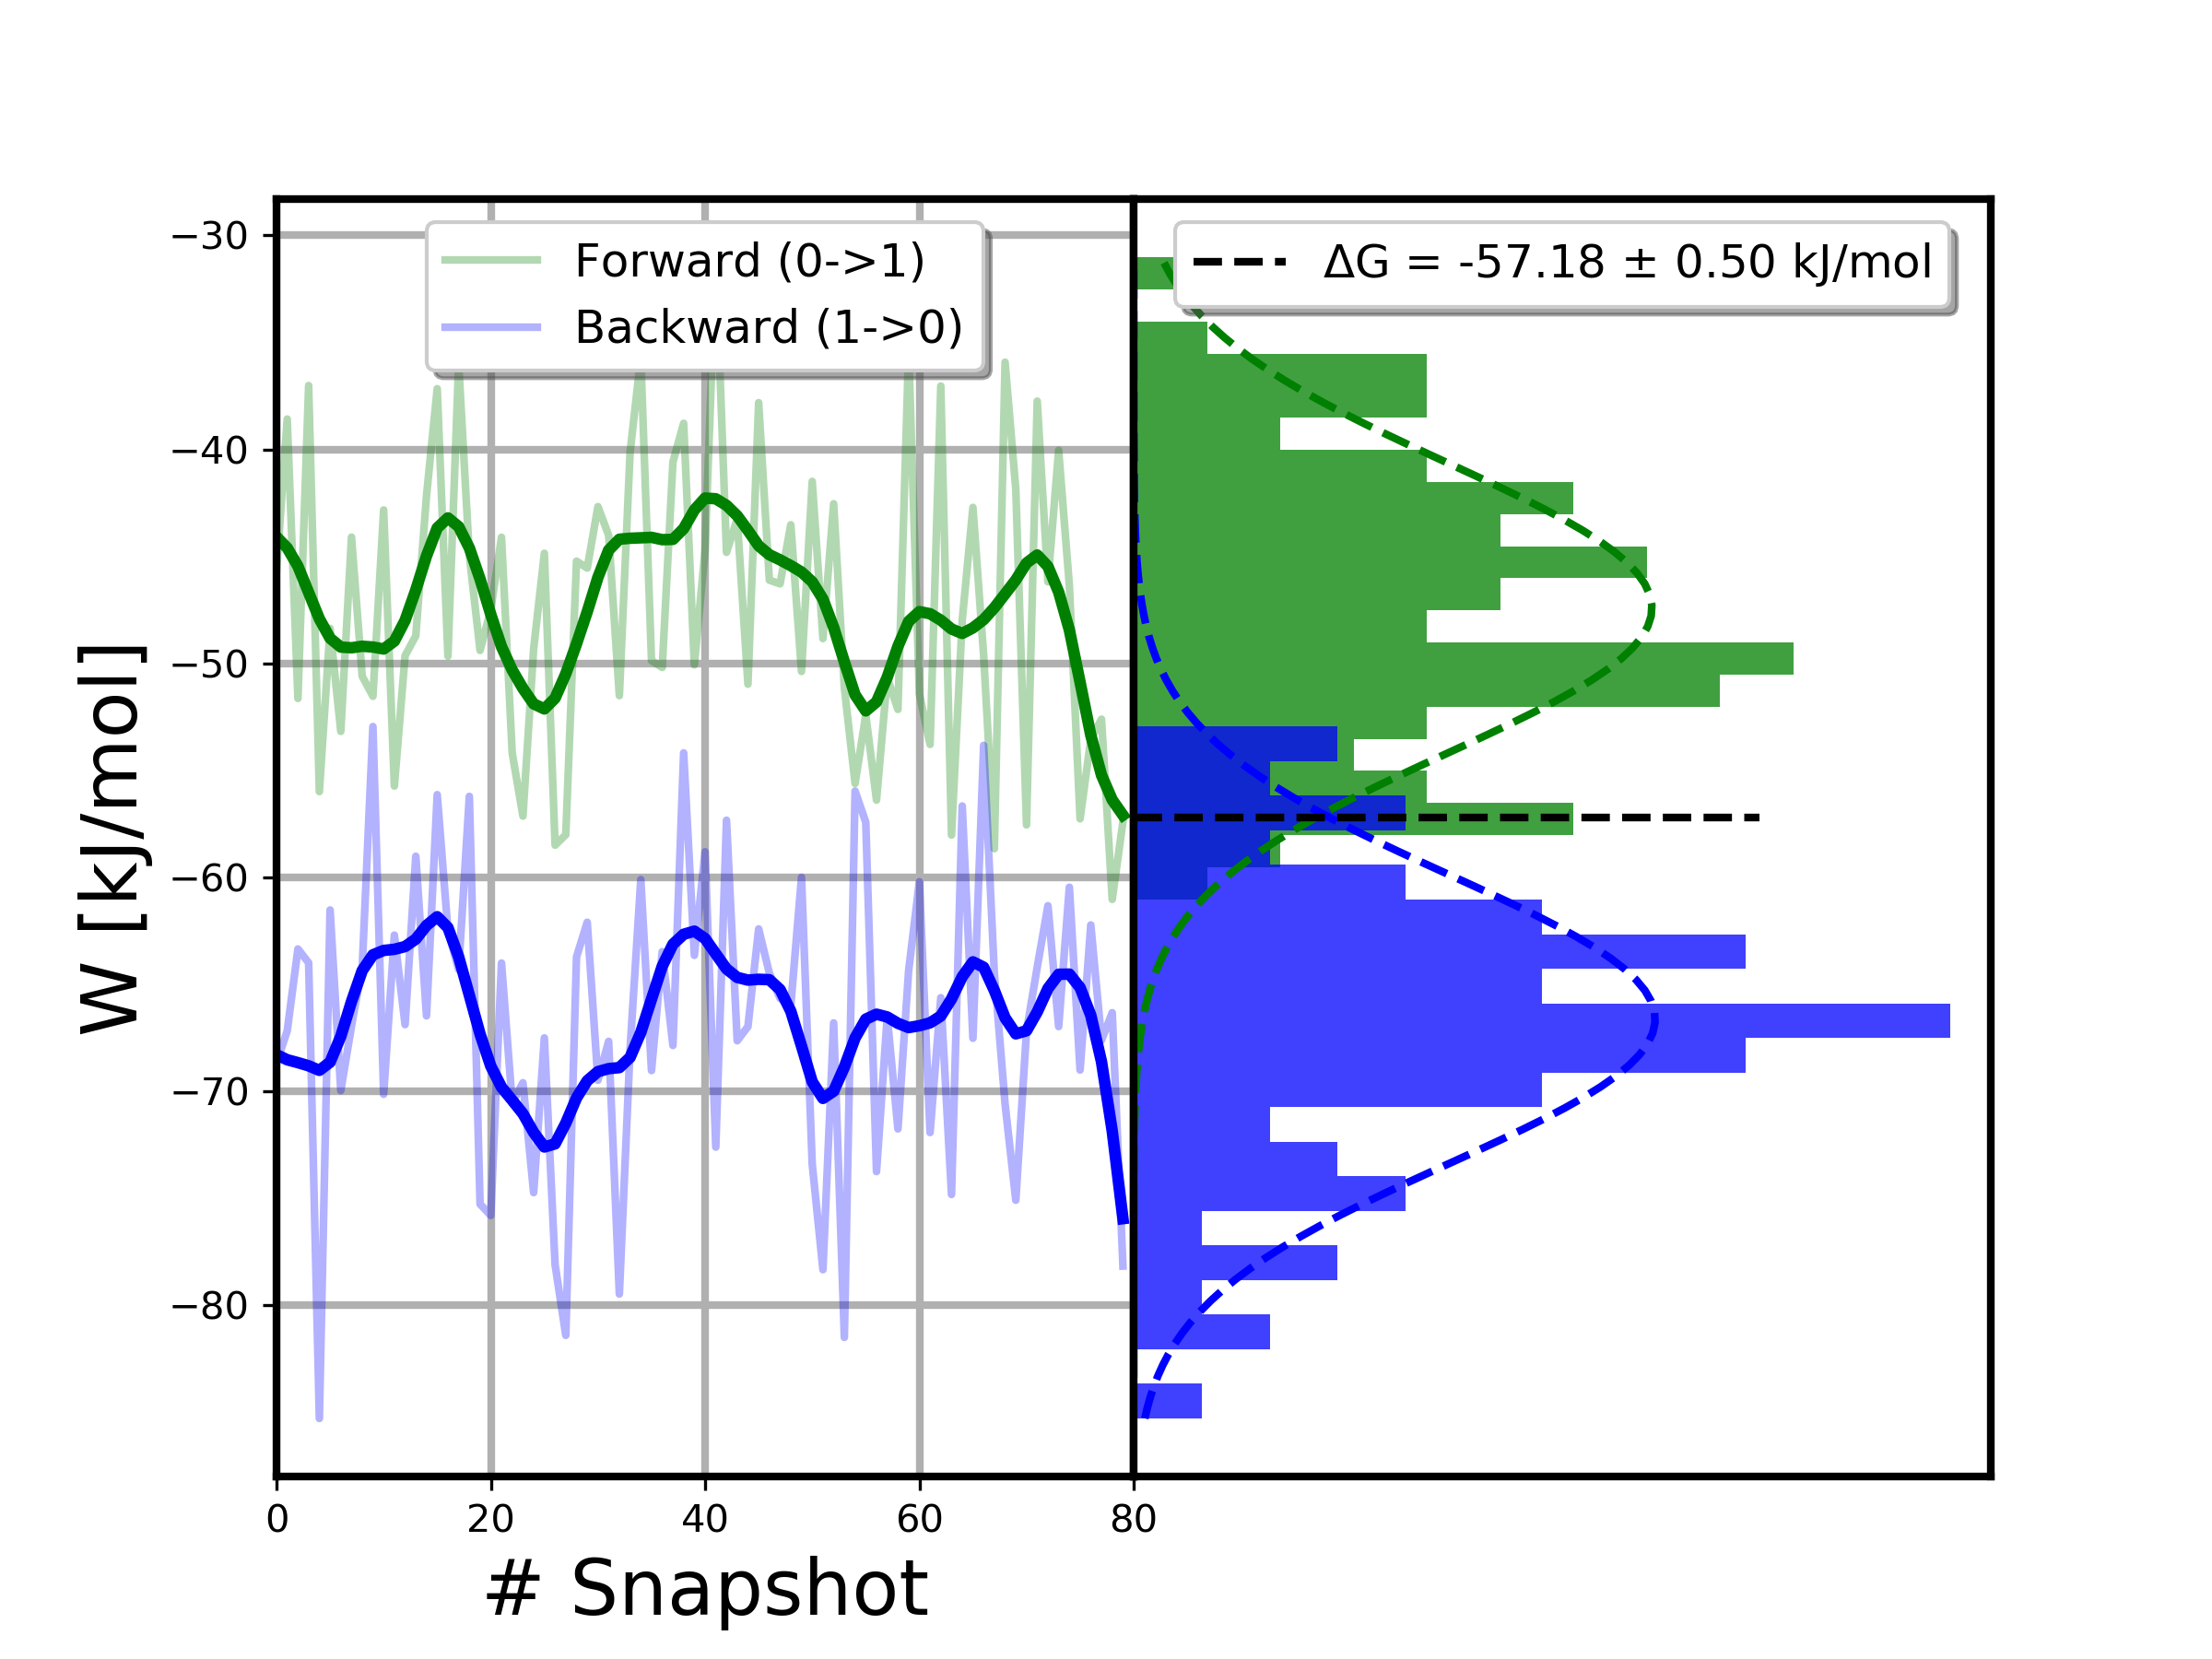 Forward (0->1)
Backward (1->0)
ΔG = -57.18 ± 0.50 kJ/mol
W [kJ/mol]
−30
−40
−50
−60
−70
−80
0 20 40 60 80
# Snapshot